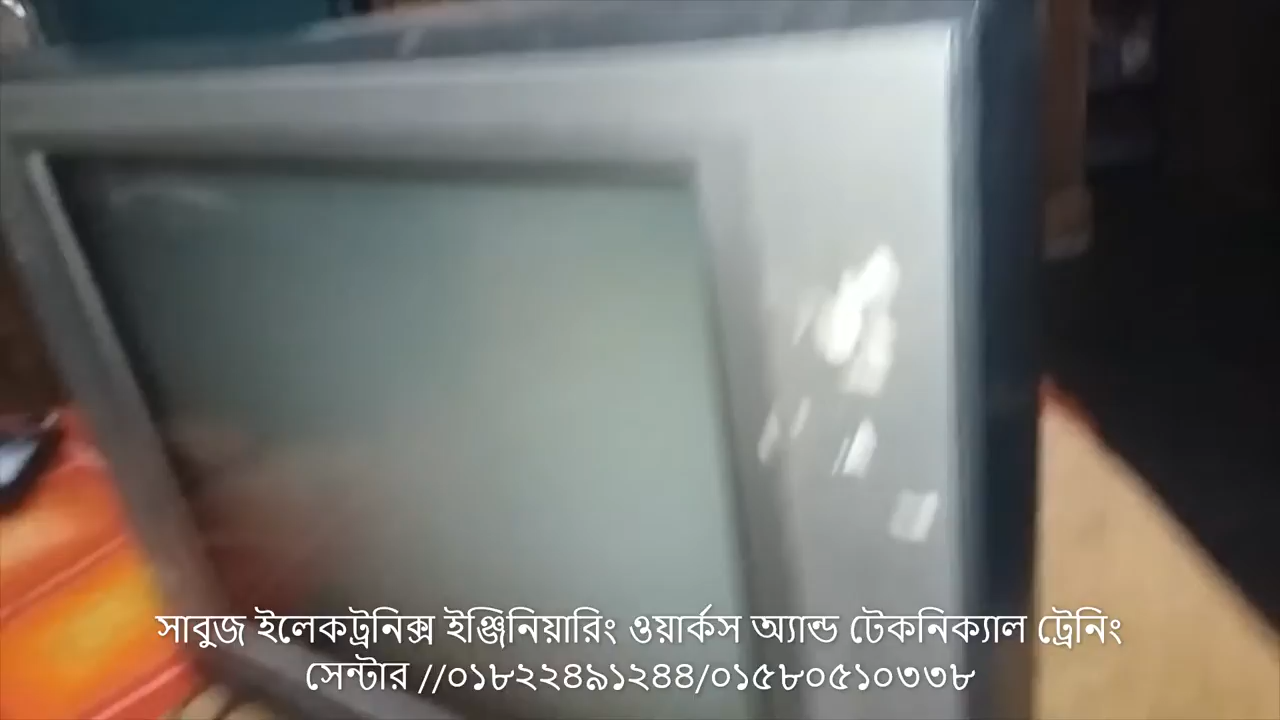 সাবুজ ইলেকট্রনিক্স ইঞ্জিনিয়ারিং ওয়ার্কস অ্যান্ড টেকনিক্যাল ট্রেনিং
সেন্টার //০১৮২২৪৯১২৪৪/০১৫৮০৫১০৩৩৮